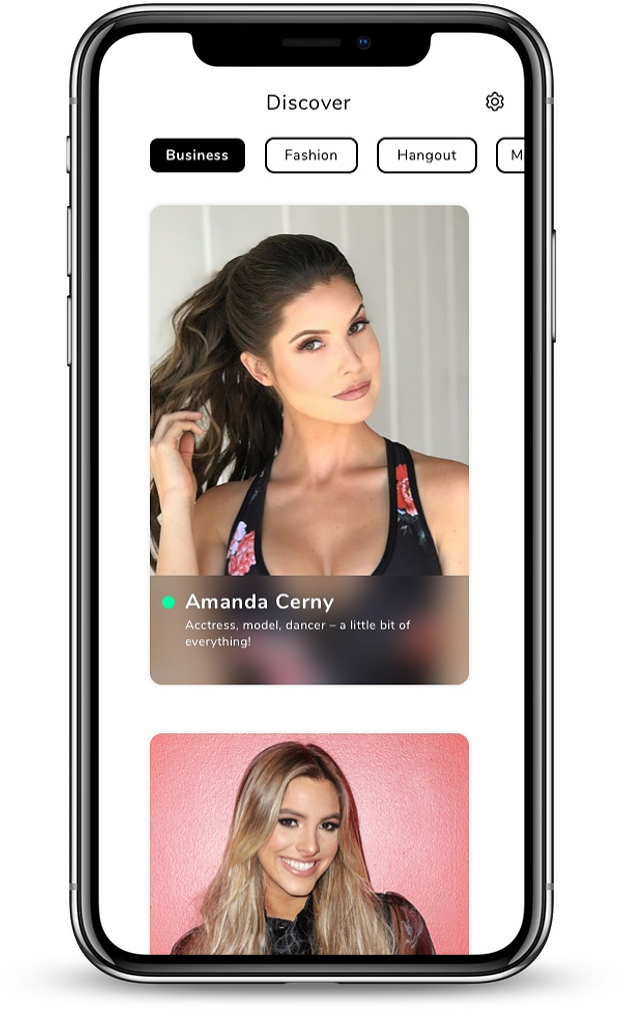 Discover
Business
Fashion
Hangout
Amanda Cerny
Acctress, model, dancer – a little bit of
everything!